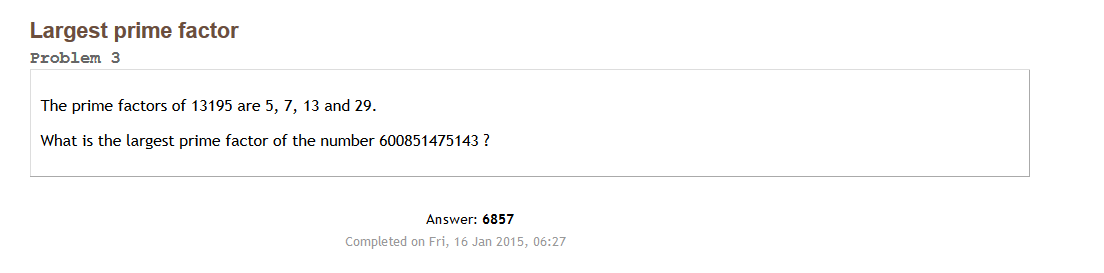 Largest prime factor
Problem 3
The prime factors of 13195 are 5, 7, 13 and 29.
What is the largest prime factor of the number 600851475143 ?
Answer: 6857
Completed on Fri, 16 Jan 2015, 06:27